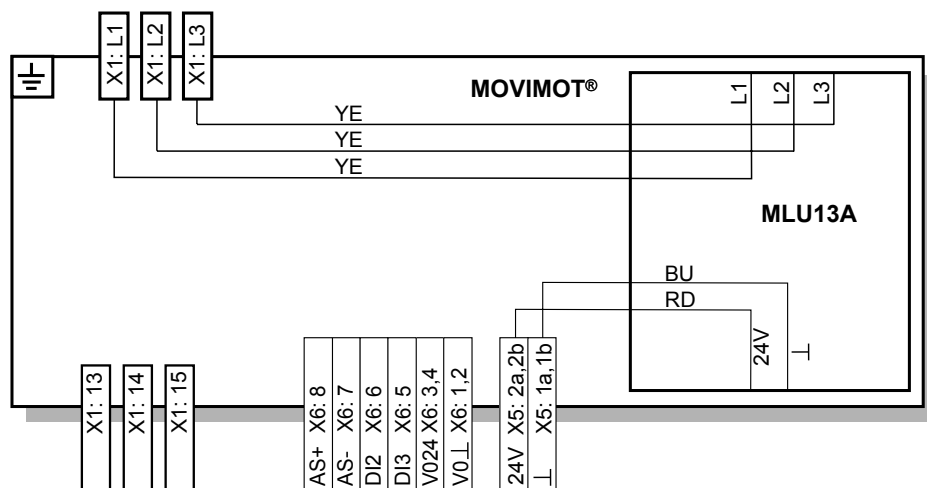 X1: L1
X1: L2
X1: L3
MOVIMOT®
L1
L2
L3
YE
YE
YE
MLU13A
BU
RD
24V
X1: 13
X1: 14
X1: 15
AS+ X6: 8
AS- X6: 7
DI2 X6: 6
DI3 X6: 5
V024 X6: 3,4
V0⊥ X6: 1,2
24V X5: 2a,2b
⊥ X5: 1a,1b
⊥